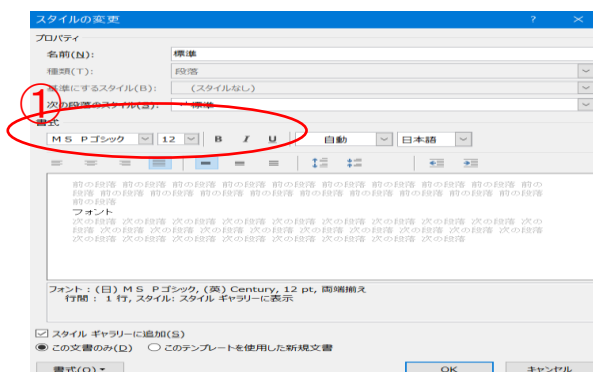 スタイルの変更 ? ×
プロパティ
名前(N): 標準
種類(T): 段落
基準にするスタイル(B): (スタイルなし)
次の段落のスタイル(S): 標準
①
書式
ＭＳ Ｐゴシック 12 B I U 自動 日本語
前の段落 前の段落 前の段落 前の段落 前の段落 前の段落 前の段落 前の段落 前の段落 前の
段落 前の段落 前の段落 前の段落 前の段落 前の段落 前の段落 前の段落 前の段落 前の段落
前の段落
フォント
次の段落 次の段落 次の段落 次の段落 次の段落 次の段落 次の段落 次の段落 次の段落 次の
段落 次の段落 次の段落 次の段落 次の段落 次の段落 次の段落 次の段落 次の段落 次の段落
次の段落 次の段落 次の段落 次の段落 次の段落 次の段落 次の段落 次の段落
フォント : (日) ＭＳ Ｐゴシック, (英) Century, 12 pt, 両端揃え
行間 : 1 行, スタイル: スタイル ギャラリーに表示
スタイル ギャラリーに追加(S)
この文書のみ(D) このテンプレートを使用した新規文書
書式(O) OK キャンセル